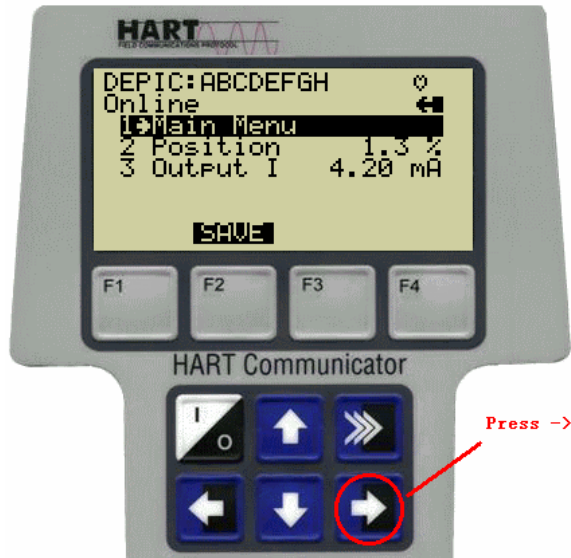 HART
FIELD COMMUNICATIONS PROTOCOL
DEPIC:ABCDEFGH
Online
1→Main Menu
2 Position 1.3 %
3 Output I 4.20 mA
SAVE
F1 F2 F3 F4
HART Communicator
I
O
Press ->